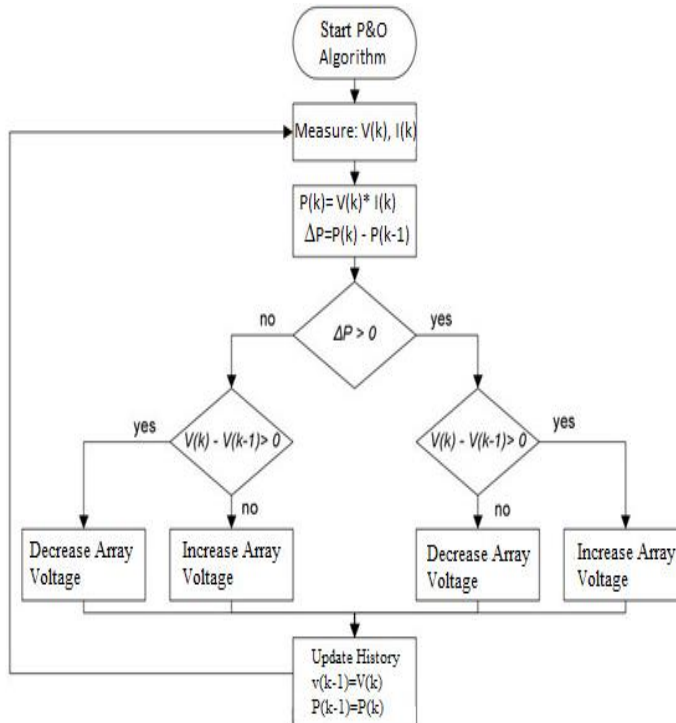 Start P&O
Algorithm
Measure: V(k), I(k)
P(k)= V(k)* I(k)
ΔP=P(k) - P(k-1)
no
ΔP > 0
yes
yes
V(k) - V(k-1)> 0
no
V(k) - V(k-1)> 0
yes
no
Decrease Array
Voltage
Increase Array
Voltage
Decrease Array
Voltage
Increase Array
Voltage
Update History
v(k-1)=V(k)
P(k-1)=P(k)